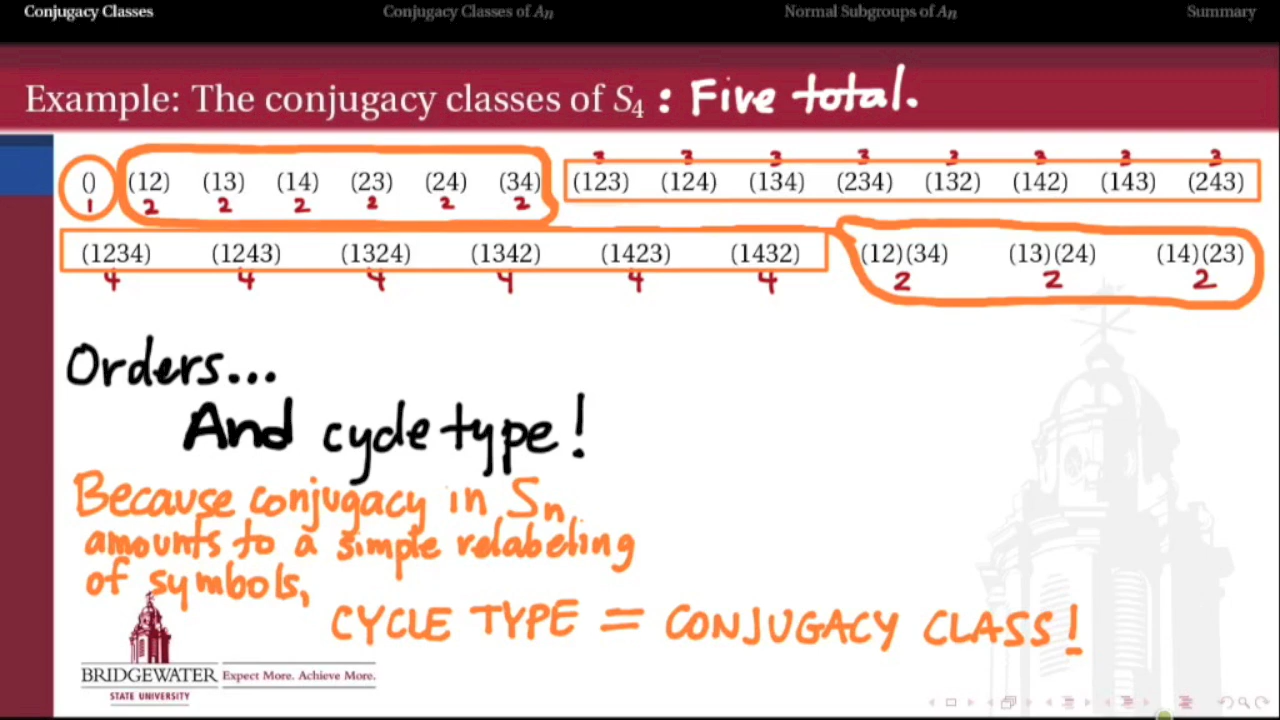 Conjugacy Classes Conjugacy Classes of An Normal Subgroups of An Summary
Example: The conjugacy classes of S4 : Five total.
3 3 3 3 3 3 3 3
() (12) (13) (14) (23) (24) (34) (123) (124) (134) (234) (132) (142) (143) (243)
1 2 2 2 2 2 2
(1234) (1243) (1324) (1342) (1423) (1432) (12)(34) (13)(24) (14)(23)
4 4 4 4 4 4 2 2 2
Orders...
And cycle type!
Because conjugacy in Sn
amounts to a simple relabeling
of symbols,
CYCLE TYPE = CONJUGACY CLASS!
BRIDGEWATER Expect More. Achieve More.
STATE UNIVERSITY